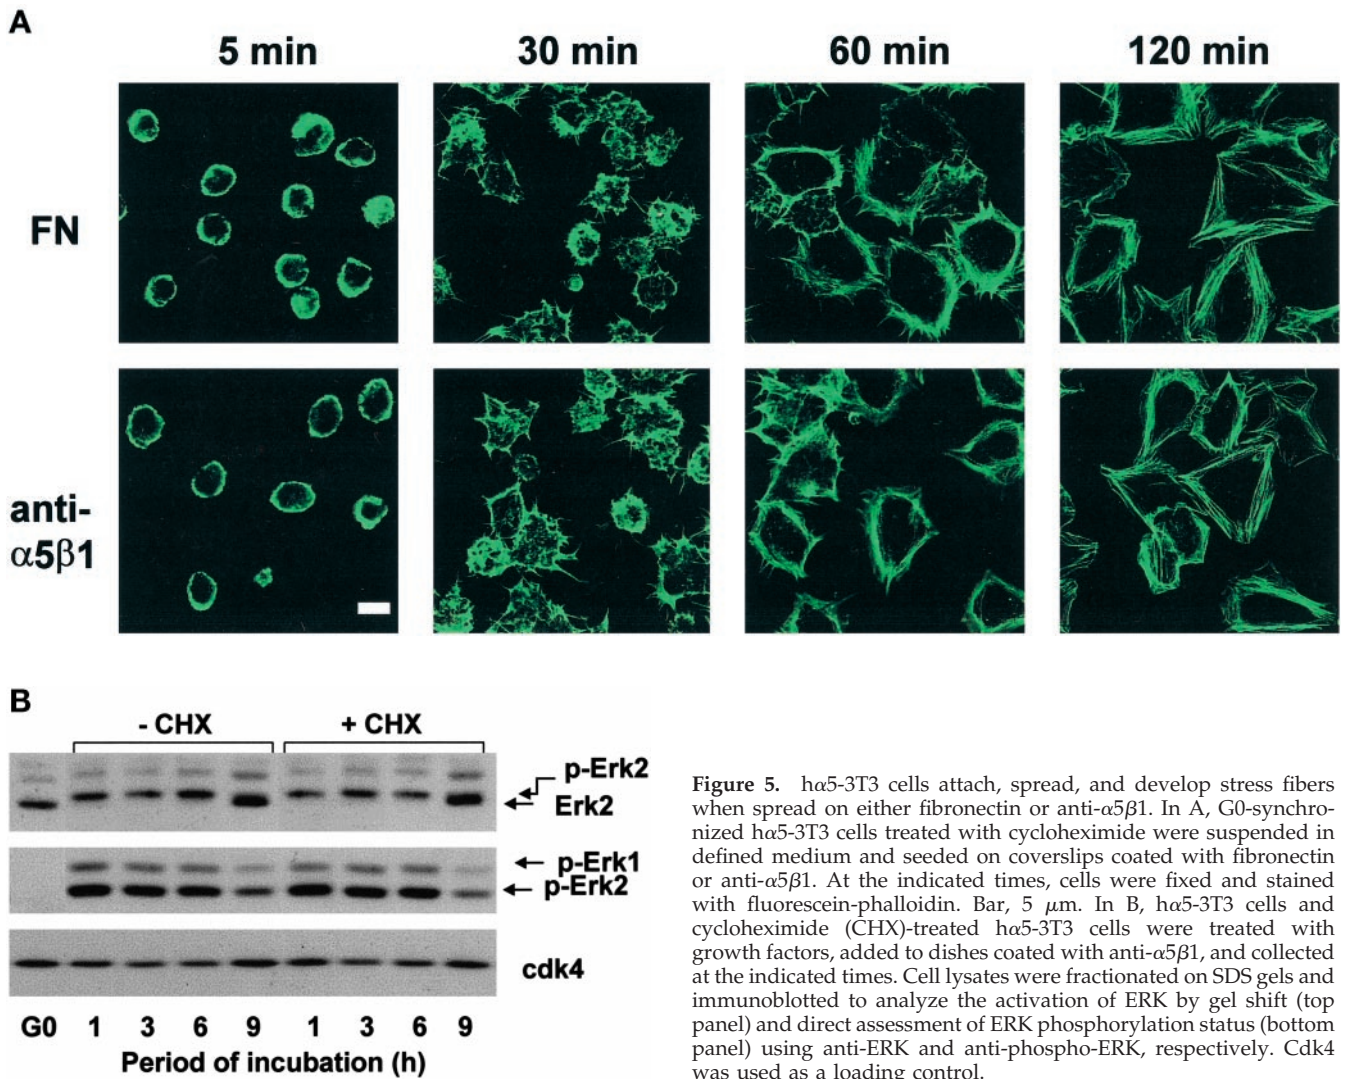 A
5 min 30 min 60 min 120 min
FN
anti-
α5β1
B
- CHX + CHX
p-Erk2
Erk2
p-Erk1
p-Erk2
cdk4
G0 1 3 6 9 1 3 6 9
Period of incubation (h)
Figure 5. hα5-3T3 cells attach, spread, and develop stress fibers
when spread on either fibronectin or anti-α5β1. In A, G0-synchro-
nized hα5-3T3 cells treated with cycloheximide were suspended in
defined medium and seeded on coverslips coated with fibronectin
or anti-α5β1. At the indicated times, cells were fixed and stained
with fluorescein-phalloidin. Bar, 5 μm. In B, hα5-3T3 cells and
cycloheximide (CHX)-treated hα5-3T3 cells were treated with
growth factors, added to dishes coated with anti-α5β1, and collected
at the indicated times. Cell lysates were fractionated on SDS gels and
immunoblotted to analyze the activation of ERK by gel shift (top
panel) and direct assessment of ERK phosphorylation status (bottom
panel) using anti-ERK and anti-phospho-ERK, respectively. Cdk4
was used as a loading control.